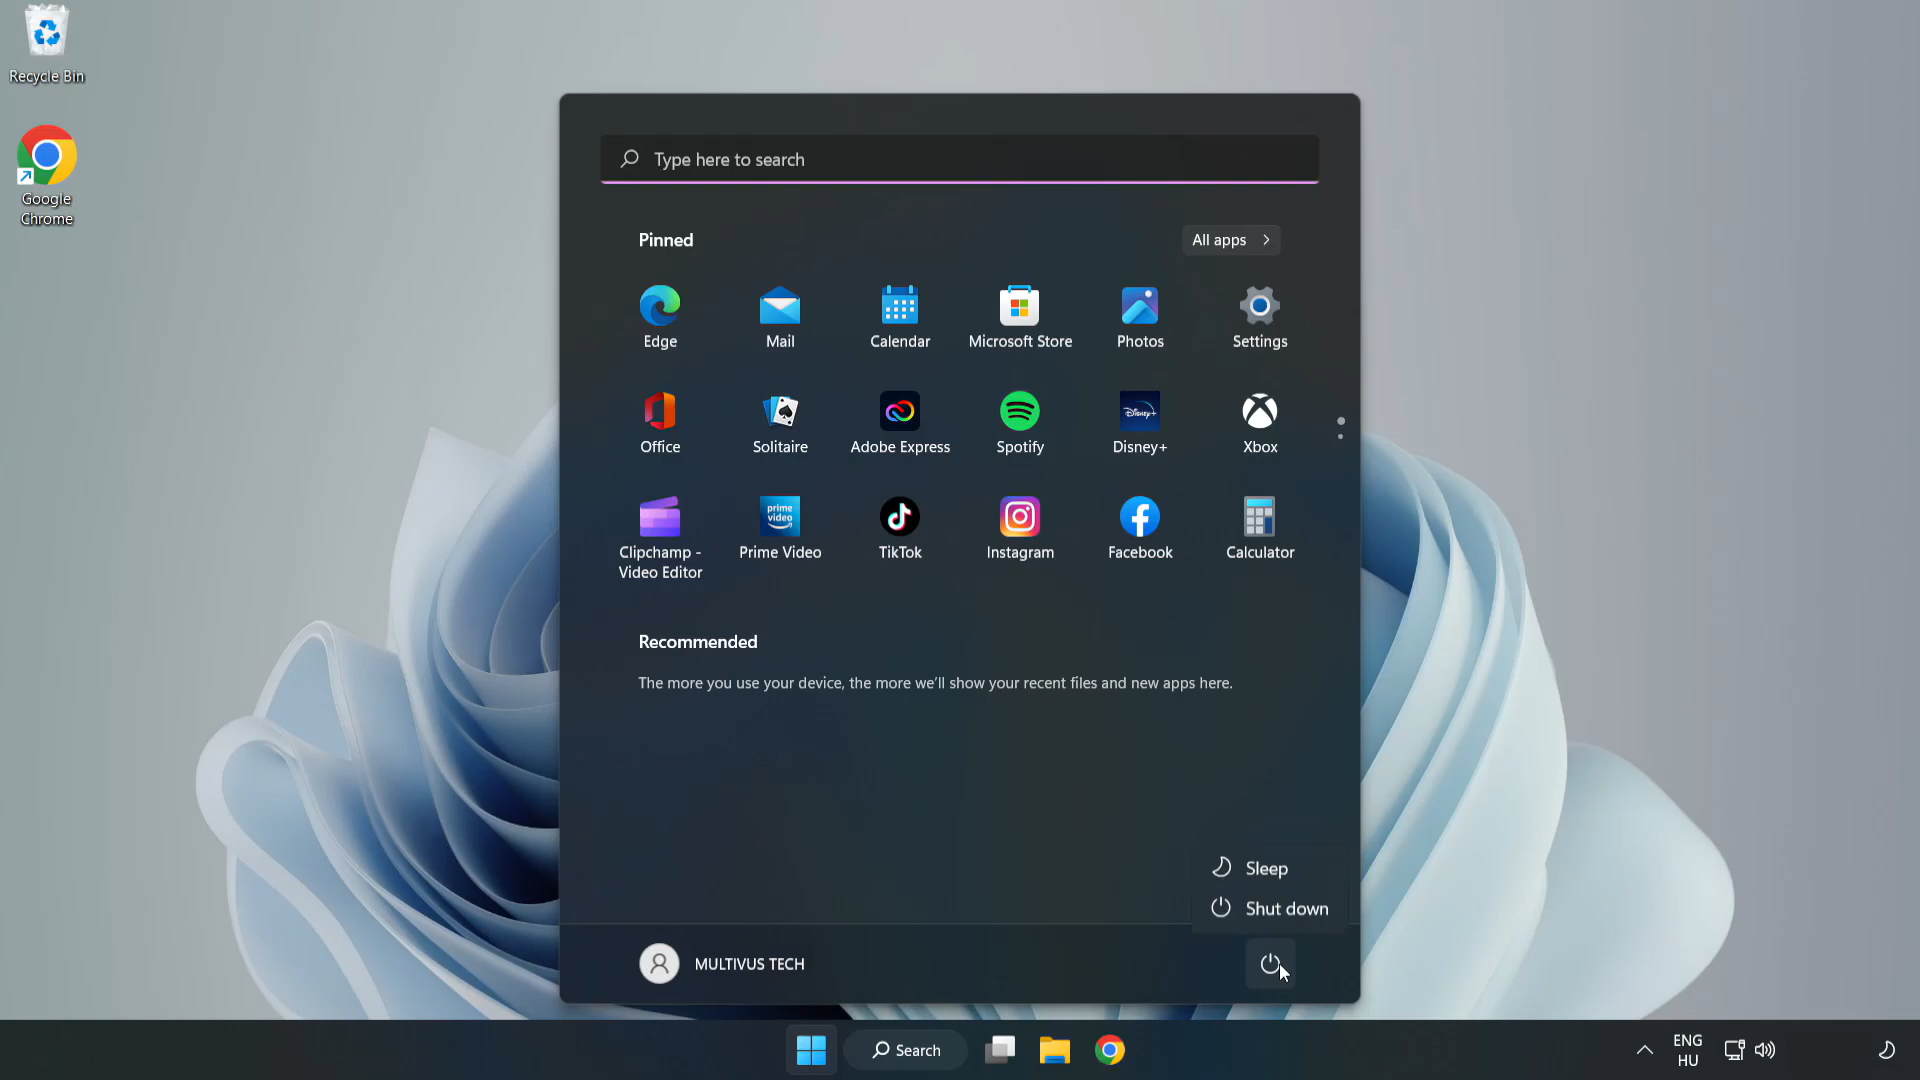 Recycle Bin
Google
Chrome
Type here to search
Pinned
All apps
Edge
Mail
Calendar
Microsoft Store
Photos
Settings
Office
Solitaire
Adobe Express
Spotify
Disney+
Disney+
Xbox
prime
video
Clipchamp -
Video Editor
Prime Video
TikTok
Instagram
Facebook
Calculator
Recommended
The more you use your device, the more we'll show your recent files and new apps here.
Sleep
Shut down
MULTIVUS TECH
Search
ENG
HU